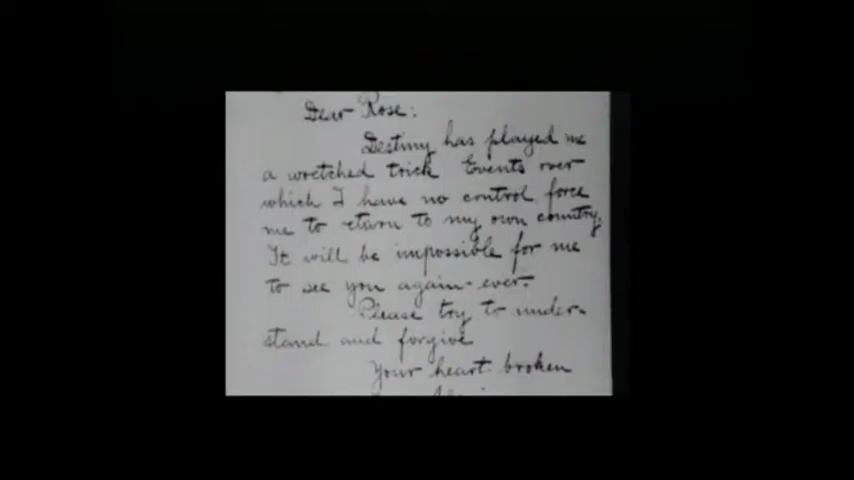 Dear Rose:
Destiny has played me
a wretched trick Events over
which I have no control force
me to return to my own country.
It will be impossible for me
to see you again-ever.
Please try to under-
stand and forgive
Your heart broken